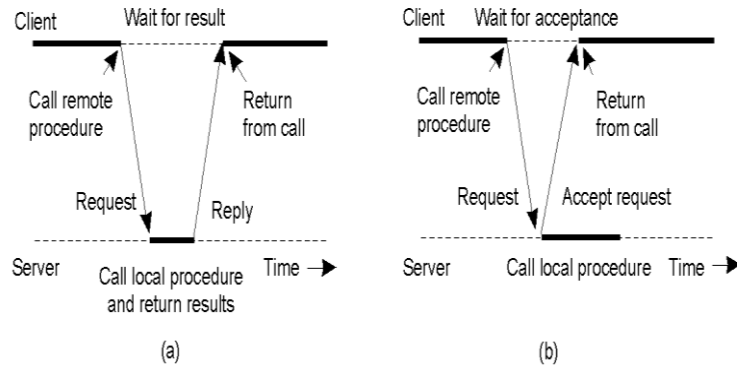 Client
Wait for result
Call remote
procedure
Return
from call
Request
Reply
Server
Call local procedure
and return results
Time
(a)
Client
Wait for acceptance
Call remote
procedure
Return
from call
Request
Accept request
Server
Call local procedure
Time
(b)